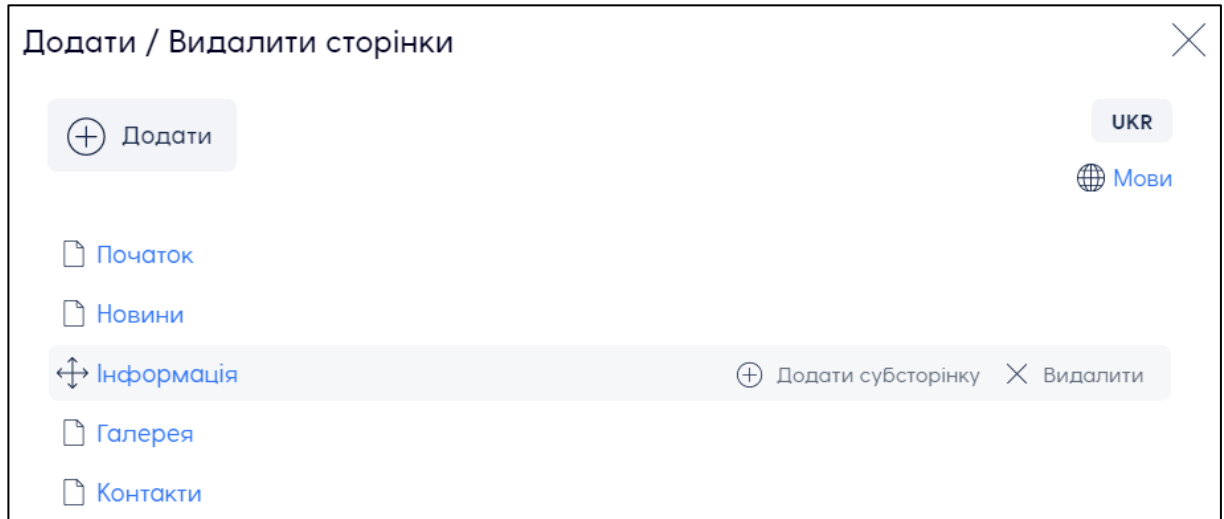 Додати / Видалити сторінки
Додати
UKR
Мови
Початок
Новини
Інформація Додати субсторінку Видалити
Галерея
Контакти